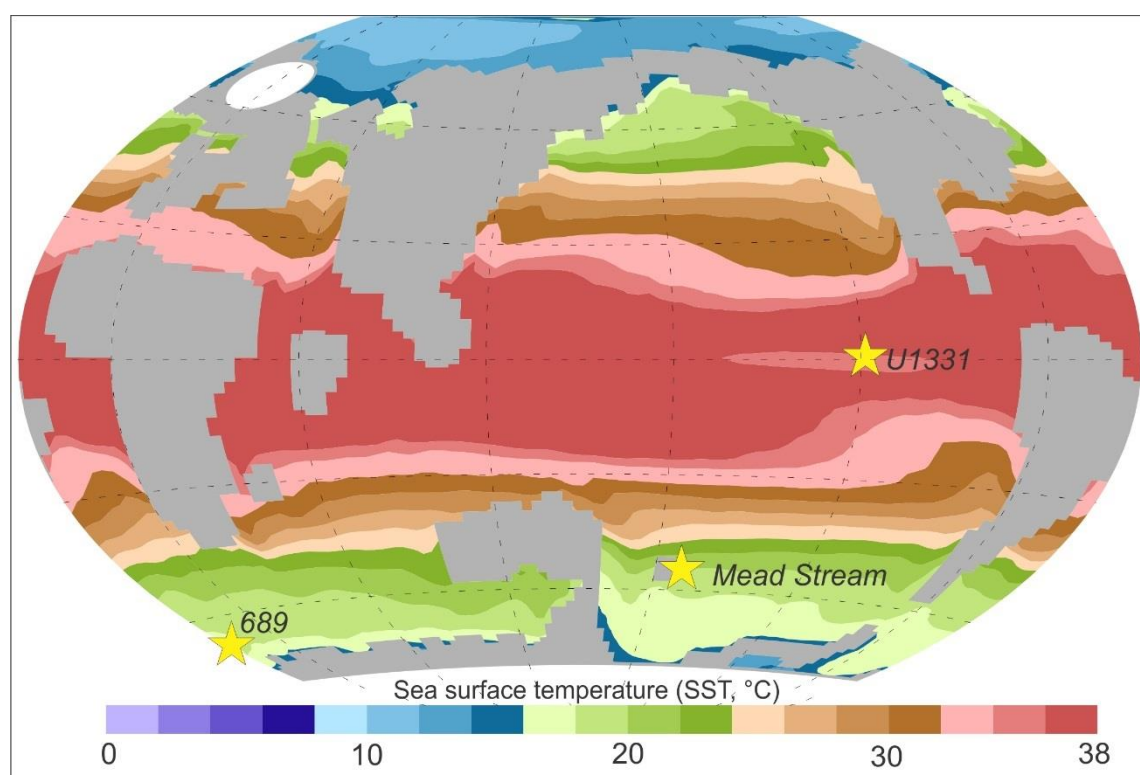 U1331
Mead Stream
689
Sea surface temperature (SST, °C)
0 10 20 30 38